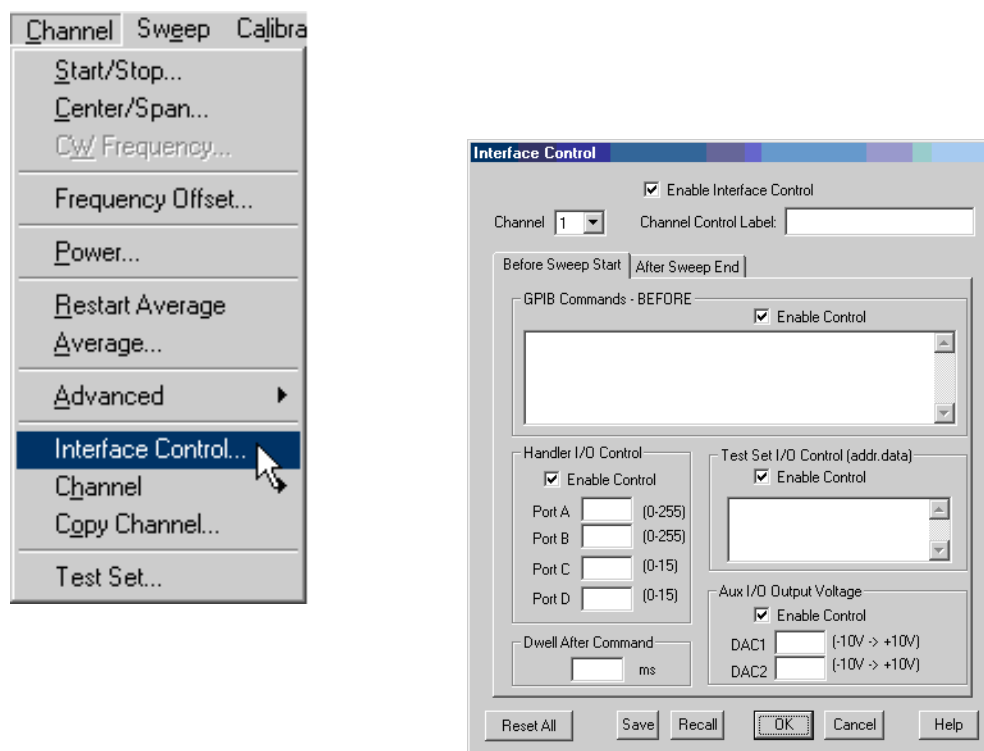 Channel Sweep Calibra
Start/Stop...
Center/Span...
CW Frequency...
Frequency Offset...
Power...
Restart Average
Average...
Advanced
Interface Control...
Channel
Copy Channel...
Test Set...
Interface Control
Enable Interface Control
Channel 1 Channel Control Label:
Before Sweep Start After Sweep End
GPIB Commands - BEFORE
Enable Control
Handler I/O Control
Enable Control
Port A (0-255)
Port B (0-255)
Port C (0-15)
Port D (0-15)
Dwell After Command
ms
Test Set I/O Control (addr.data)
Enable Control
Aux I/O Output Voltage
Enable Control
DAC1 (-10V -> +10V)
DAC2 (-10V -> +10V)
Reset All Save Recall OK Cancel Help